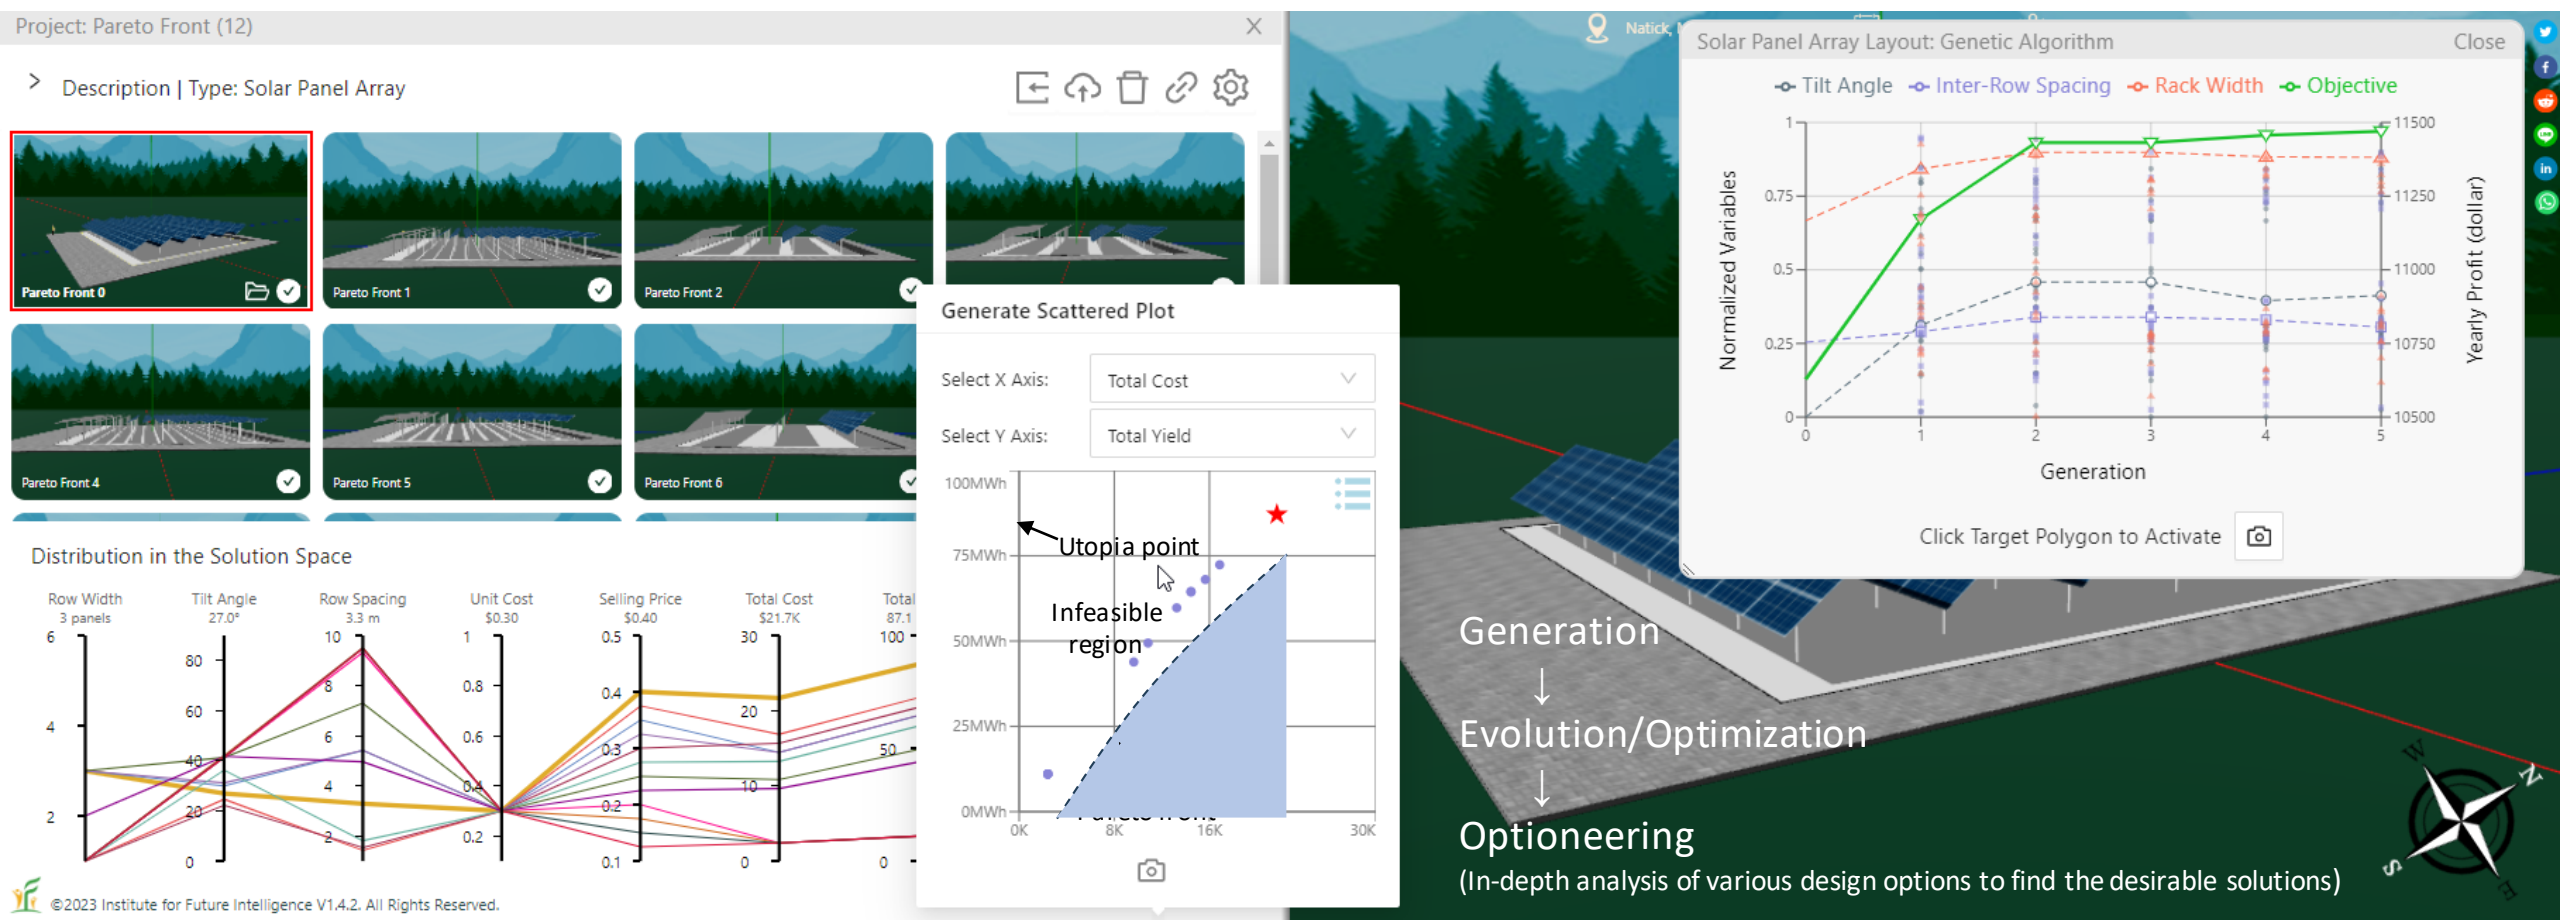 Project: Pareto Front (12)
X
Description | Type: Solar Panel Array
Pareto Front 0
Pareto Front 1
Pareto Front 2
Pareto Front 4
Pareto Front 5
Pareto Front 6
Distribution in the Solution Space
Row Width
3 panels
6
4
2
Tilt Angle
27.0°
80
60
40
20
0
Row Spacing
3.3 m
10
8
6
4
2
Unit Cost
$0.30
1
0.8
0.6
0.4
0.2
Selling Price
$0.40
0.5
0.4
0.3
0.2
0.1
Total Cost
$21.7K
30
20
10
0
Total
87.1
100
50
0
©2023 Institute for Future Intelligence V1.4.2. All Rights Reserved.
Generate Scattered Plot
Select X Axis:
Total Cost
Select Y Axis:
Total Yield
100MWh
75MWh
50MWh
25MWh
0MWh
Utopia point
Infeasible
region
0K
8K
16K
30K
Natick,
Solar Panel Array Layout: Genetic Algorithm
Close
Tilt Angle
Inter-Row Spacing
Rack Width
Objective
Normalized Variables
1
0.75
0.5
0.25
0
11500
11250
11000
10750
10500
Yearly Profit (dollar)
0
1
2
3
4
5
Generation
Click Target Polygon to Activate
Generation
↓
Evolution/Optimization
↓
Optioneering
(In-depth analysis of various design options to find the desirable solutions)
W
N
S
E
f
in